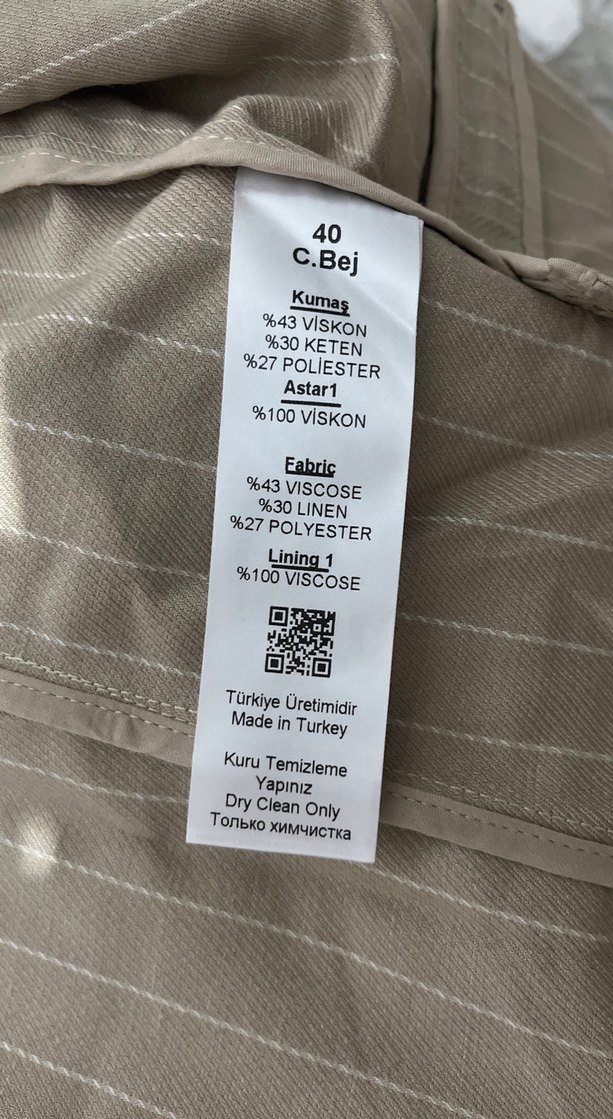 40
C.Bej
Kumaş
%43 VİSKON
%30 KETEN
%27 POLİESTER
Astar1
%100 VİSKON
Fabric
%43 VISCOSE
%30 LINEN
%27 POLYESTER
Lining 1
%100 VISCOSE
Türkiye Üretimidir
Made in Turkey
Kuru Temizleme
Yapınız
Dry Clean Only
Только химчистка